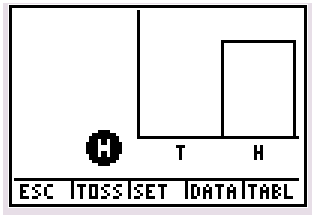 H T H
ESC TOSS SET DATA TABL